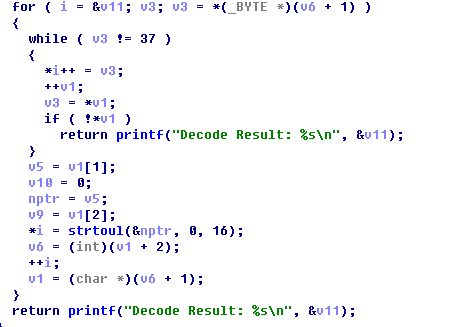 for ( i = &v11; v3; v3 = *(_BYTE *)(v6 + 1) )
{
while ( v3 != 37 )
{
*i++ = v3;
++v1;
v3 = *v1;
if ( !*v1 )
return printf("Decode Result: %s\n", &v11);
}
v5 = v1[1];
v10 = 0;
nptr = v5;
v9 = v1[2];
*i = strtoul(&nptr, 0, 16);
v6 = (int)(v1 + 2);
++i;
v1 = (char *)(v6 + 1);
}
return printf("Decode Result: %s\n", &v11);